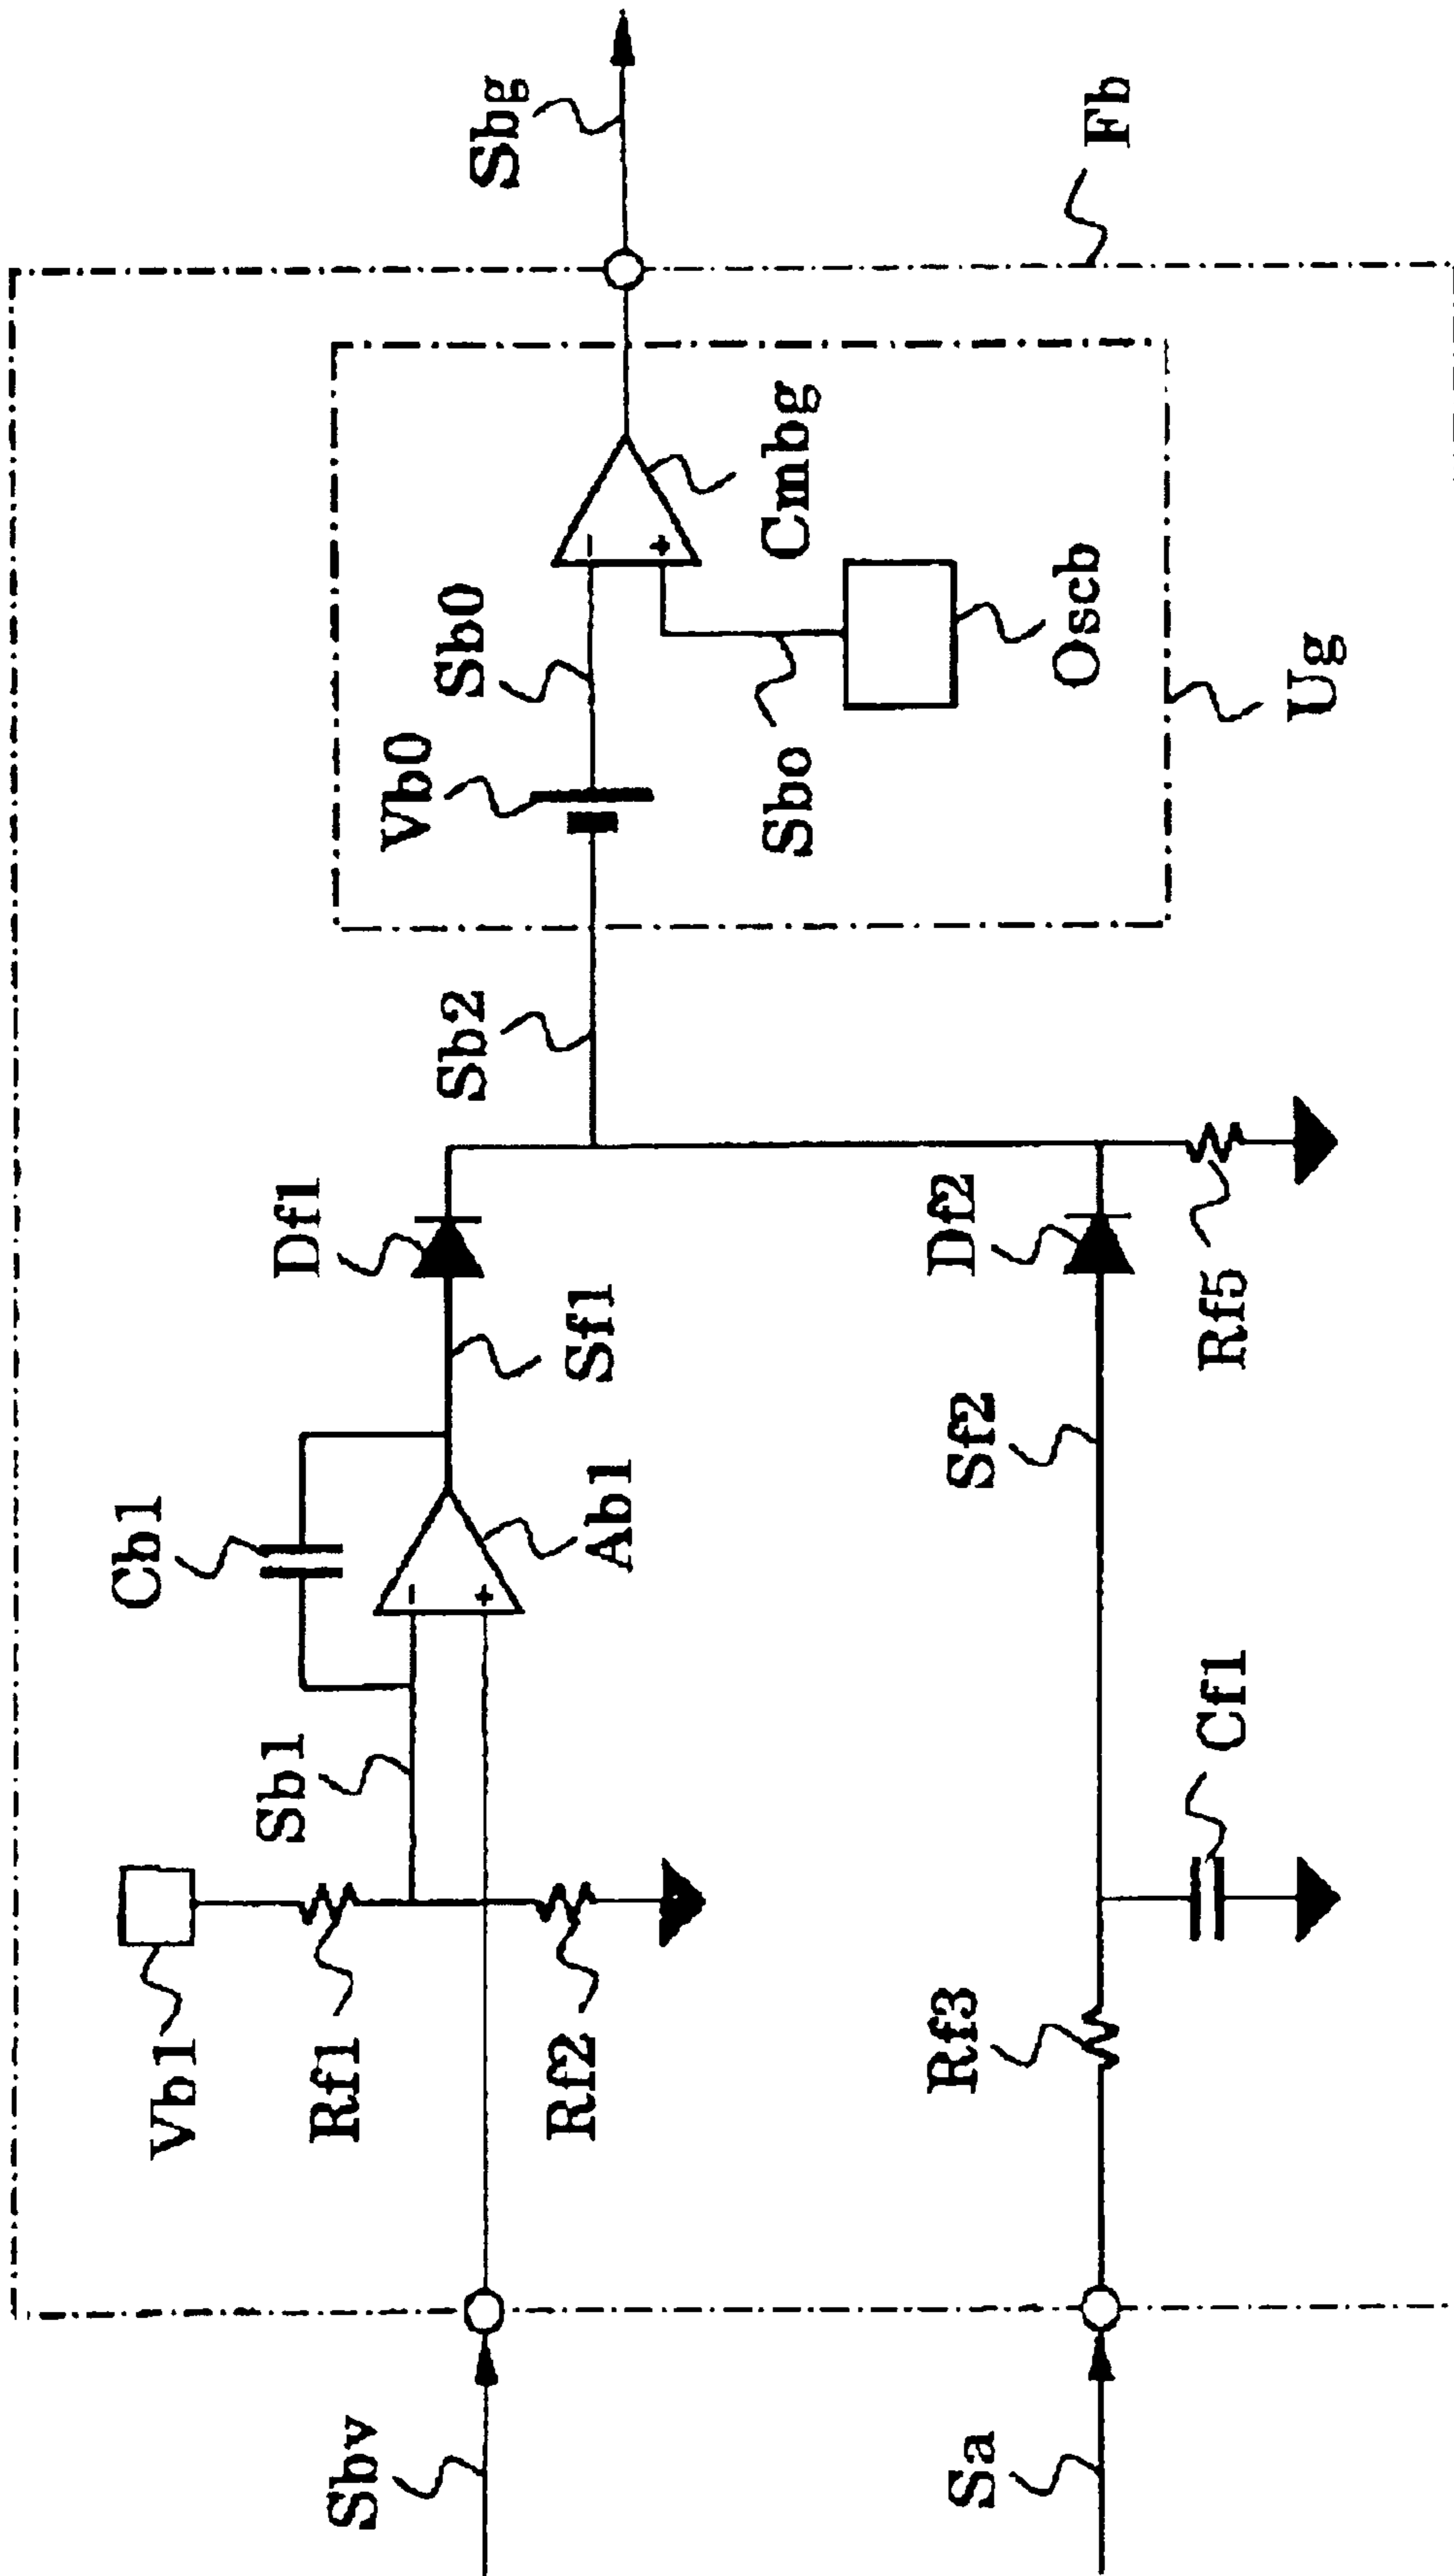 Sbg
Fb
Cmbg
Sb0
Oscb
Ug
Vb0
Sbo
Sb2
Df1
Df2
Rf5
Sf1
Sf2
Cb1
Ab1
Cf1
Sb1
Vb1
Rf1
Rf2
Rf3
Sbv
Sa
−
+
−
+